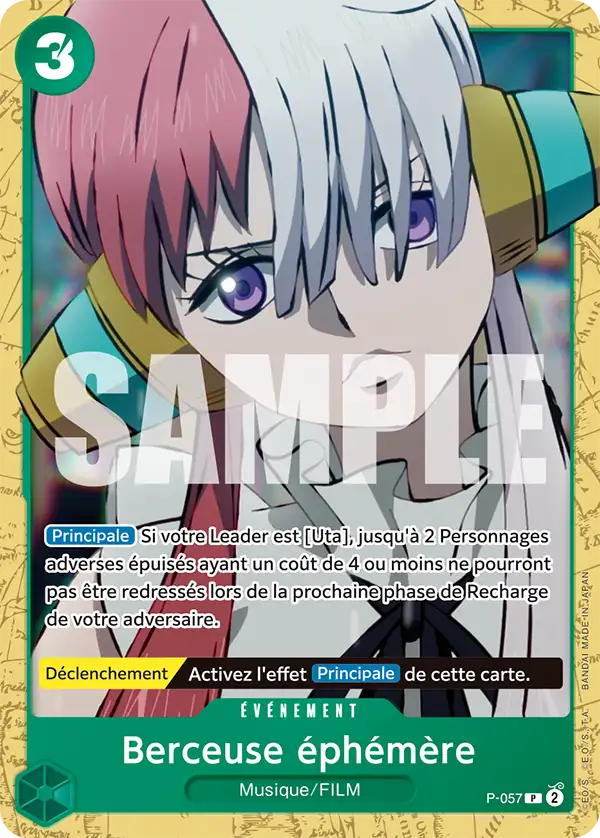 3
SAMPLE
Principale Si votre Leader est [Uta], jusqu'à 2 Personnages
adverses épuisés ayant un coût de 4 ou moins ne pourront
pas être redressés lors de la prochaine phase de Recharge
de votre adversaire.
Déclenchement Activez l'effet Principale de cette carte.
ÉVÉNEMENT
Berceuse éphémère
Musique/FILM
P-057 P 2
©E.O./S. ©E.O./S.,T.A. BANDAI MADE IN JAPAN